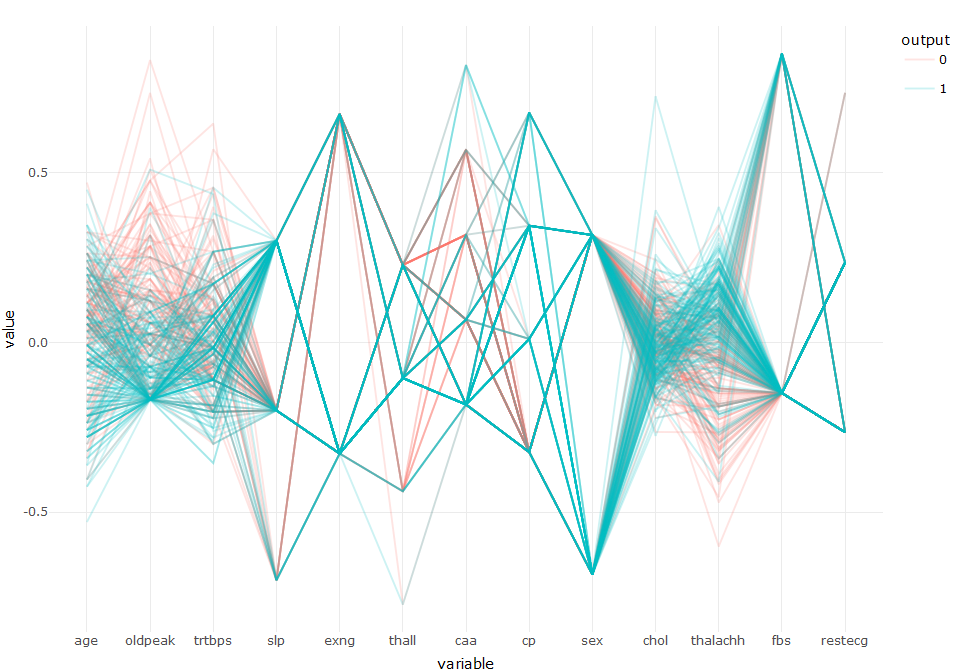 output
0
1
0.5
0.0
-0.5
value
age oldpeak trtbps slp exng thall caa cp sex chol thalachh fbs restecg
variable